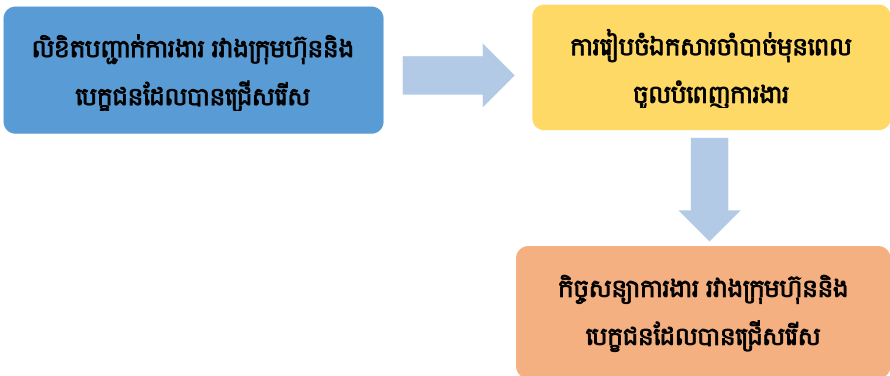 លិខិតបញ្ជាក់ការងារ រវាងក្រុមហ៊ុននិង
បេក្ខជនដែលបានជ្រើសរើស
ការរៀបចំឯកសារចាំបាច់មុនពេល
ចូលបំពេញការងារ
កិច្ចសន្យាការងារ រវាងក្រុមហ៊ុននិង
បេក្ខជនដែលបានជ្រើសរើស